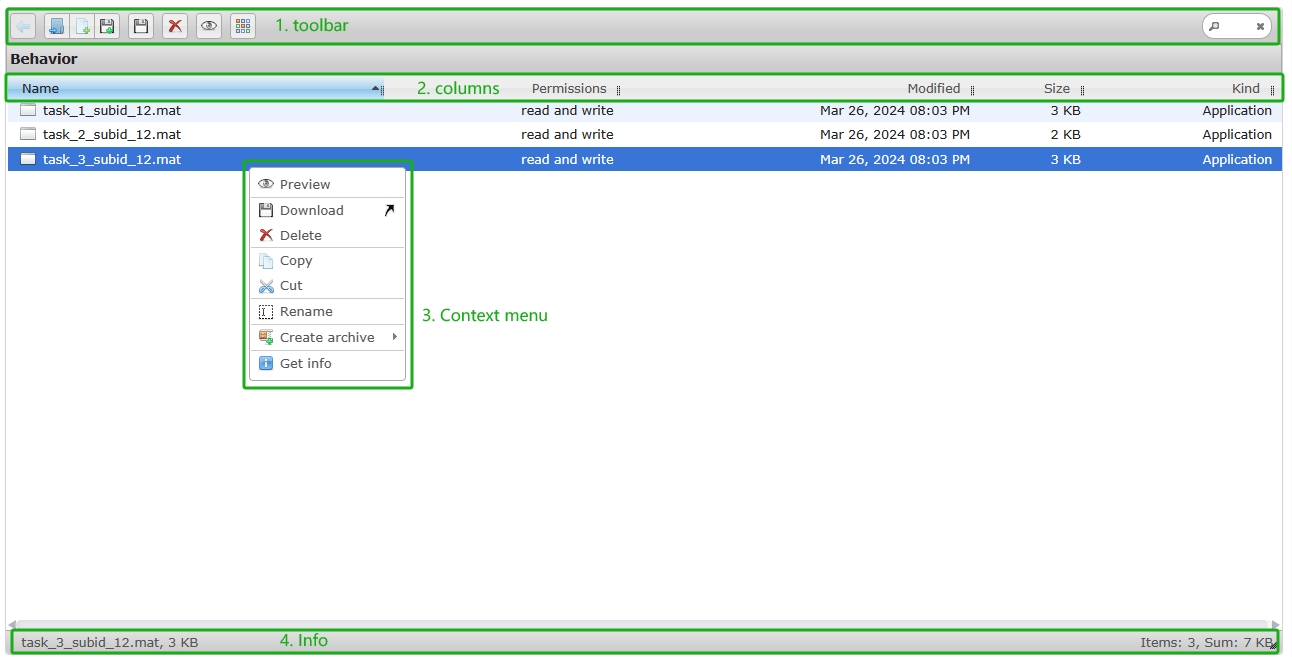 1. toolbar
Behavior
Name 2. columns Permissions Modified Size Kind
task_1_subid_12.mat read and write Mar 26, 2024 08:03 PM 3 KB Application
task_2_subid_12.mat read and write Mar 26, 2024 08:03 PM 2 KB Application
task_3_subid_12.mat read and write Mar 26, 2024 08:03 PM 3 KB Application
Preview
Download
Delete
Copy
Cut
Rename
3. Context menu
Create archive
Get info
task_3_subid_12.mat, 3 KB 4. Info Items: 3, Sum: 7 KB